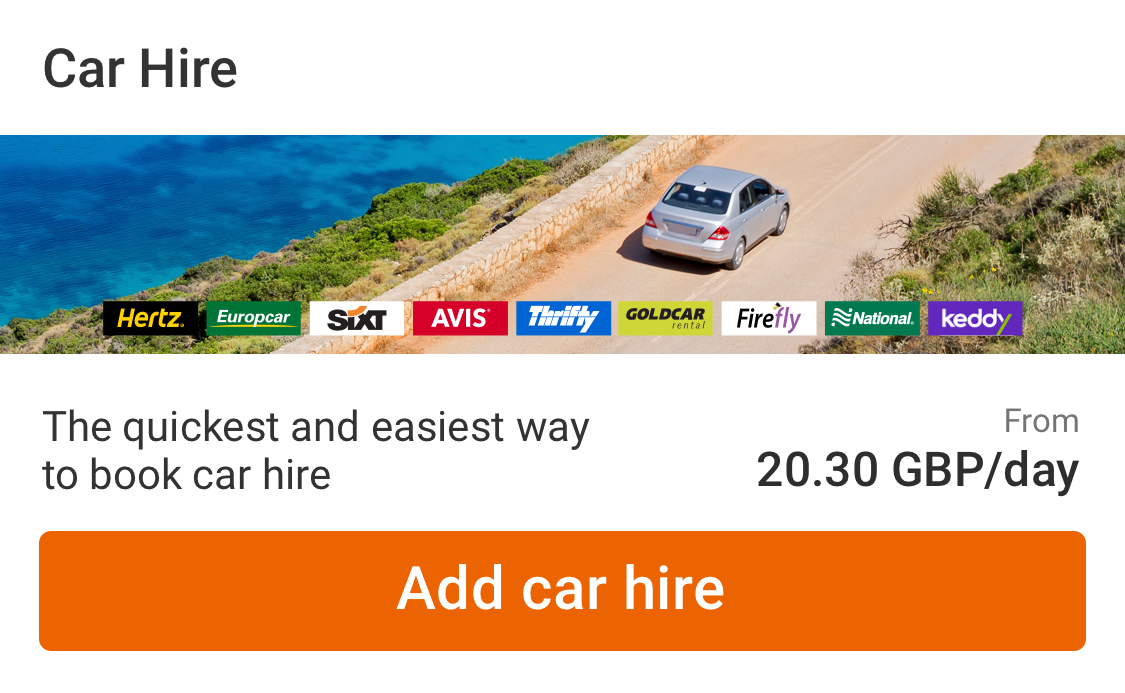 Car Hire
Hertz. Europcar SIXT AVIS Thrifty GOLDCAR rental Firefly National. keddy
The quickest and easiest way
to book car hire
From
20.30 GBP/day
Add car hire